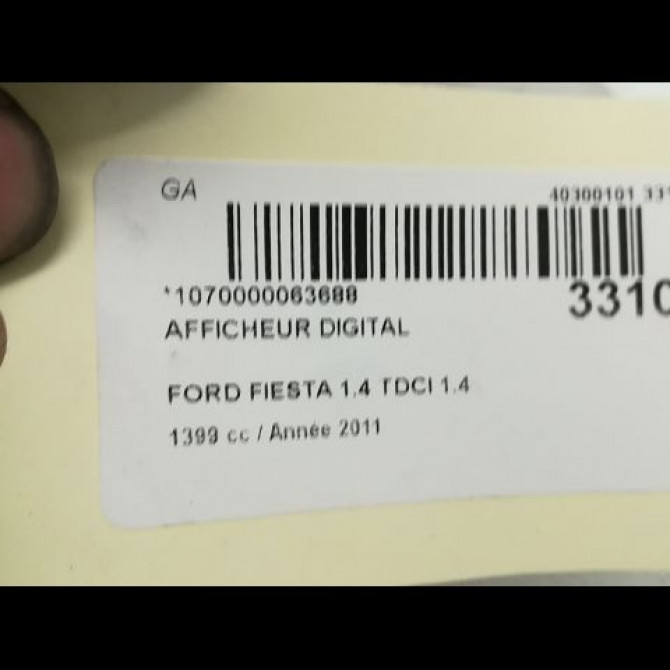 GA
40300101 331
*1070000063688
3310
AFFICHEUR DIGITAL
FORD FIESTA 1.4 TDCI 1.4
1399 cc / Année 2011